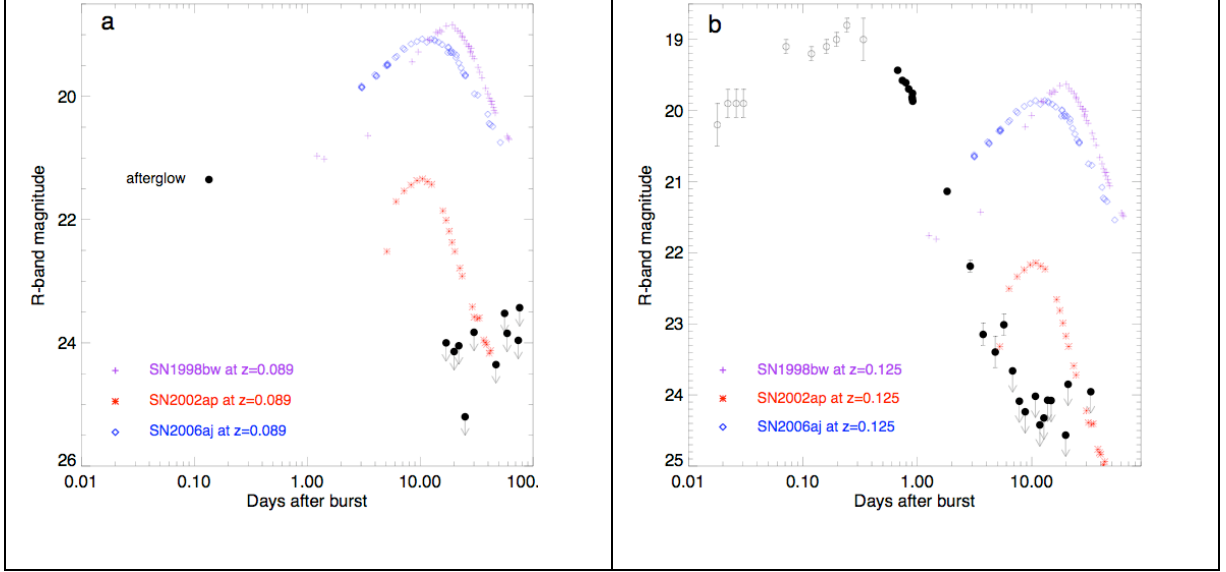 a
R-band magnitude
20
22
24
26
afterglow
SN1998bw at z=0.089
SN2002ap at z=0.089
SN2006aj at z=0.089
0.01 0.10 1.00 10.00 100.
Days after burst
b
R-band magnitude
19
20
21
22
23
24
25
SN1998bw at z=0.125
SN2002ap at z=0.125
SN2006aj at z=0.125
0.01 0.10 1.00 10.00
Days after burst